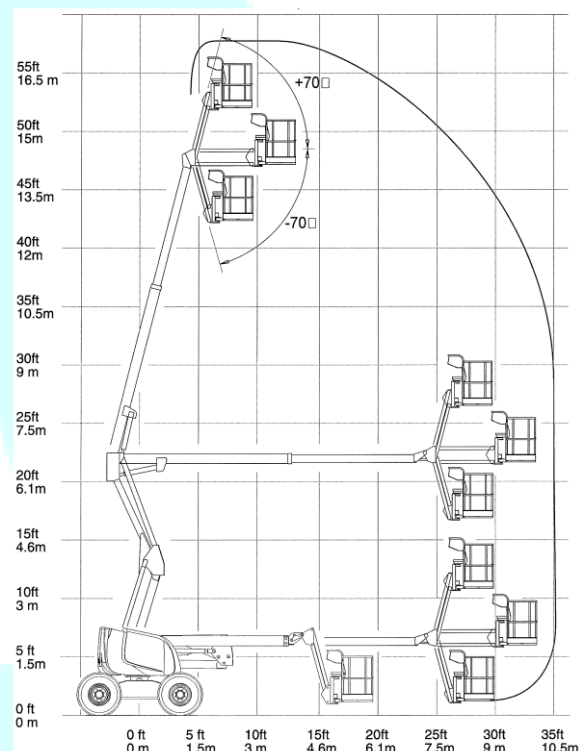 55ft
16.5 m
+70□
50ft
15m
45ft
13.5m
-70□
40ft
12m
35ft
10.5m
30ft
9 m
25ft
7.5m
20ft
6.1m
15ft
4.6m
10ft
3 m
5 ft
1.5m
0 ft
0 m
0 ft 5 ft 10ft 15ft 20ft 25ft 30ft 35ft
0 m 1.5m 3 m 4.6m 6.1m 7.5m 9 m 10.5m